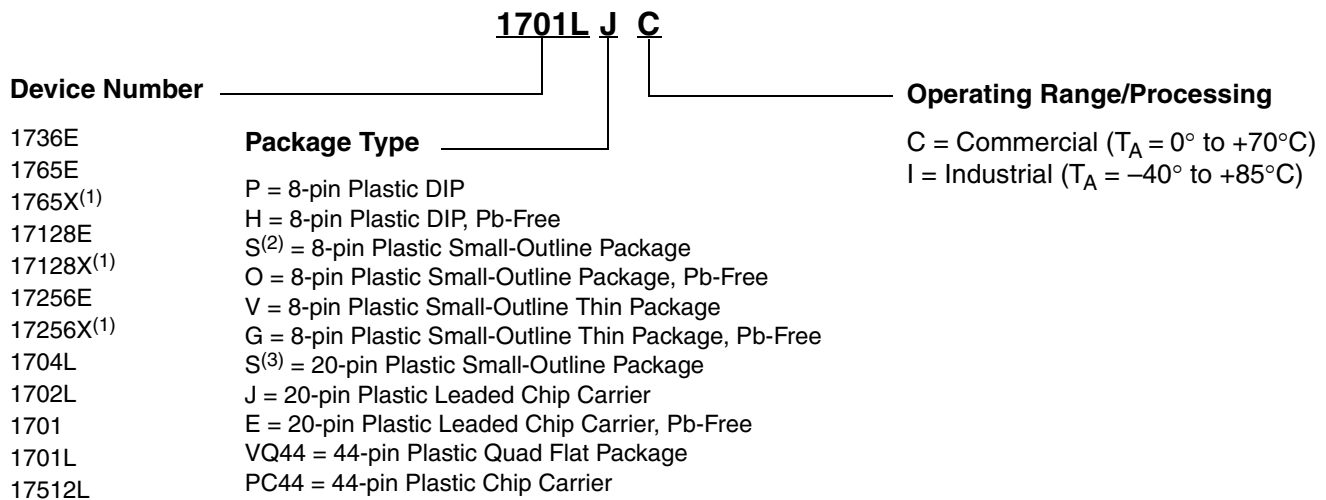 1701L J C
Device Number
1736E
1765E
1765X(1)
17128E
17128X(1)
17256E
17256X(1)
1704L
1702L
1701
1701L
17512L
Package Type
P = 8-pin Plastic DIP
H = 8-pin Plastic DIP, Pb-Free
S(2) = 8-pin Plastic Small-Outline Package
O = 8-pin Plastic Small-Outline Package, Pb-Free
V = 8-pin Plastic Small-Outline Thin Package
G = 8-pin Plastic Small-Outline Thin Package, Pb-Free
S(3) = 20-pin Plastic Small-Outline Package
J = 20-pin Plastic Leaded Chip Carrier
E = 20-pin Plastic Leaded Chip Carrier, Pb-Free
VQ44 = 44-pin Plastic Quad Flat Package
PC44 = 44-pin Plastic Chip Carrier
Operating Range/Processing
C = Commercial (TA = 0° to +70°C)
I = Industrial (TA = –40° to +85°C)